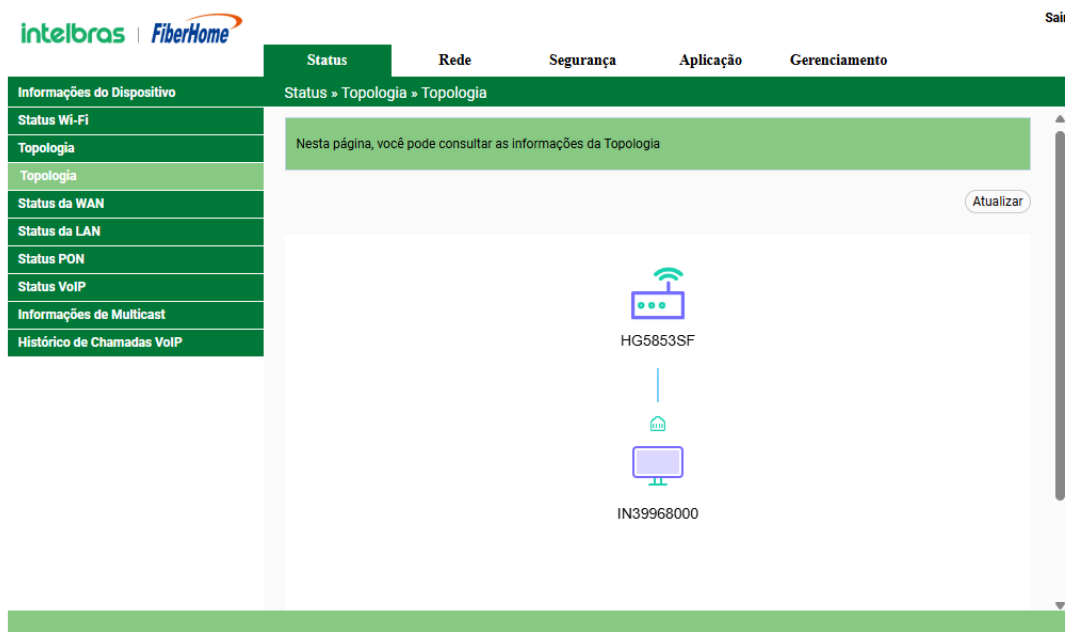 intelbras | FiberHome
Sair
Status Rede Segurança Aplicação Gerenciamento
Informações do Dispositivo
Status Wi-Fi
Topologia
Topologia
Status da WAN
Status da LAN
Status PON
Status VoIP
Informações de Multicast
Histórico de Chamadas VoIP
Status » Topologia » Topologia
Nesta página, você pode consultar as informações da Topologia
Atualizar
HG5853SF
IN39968000